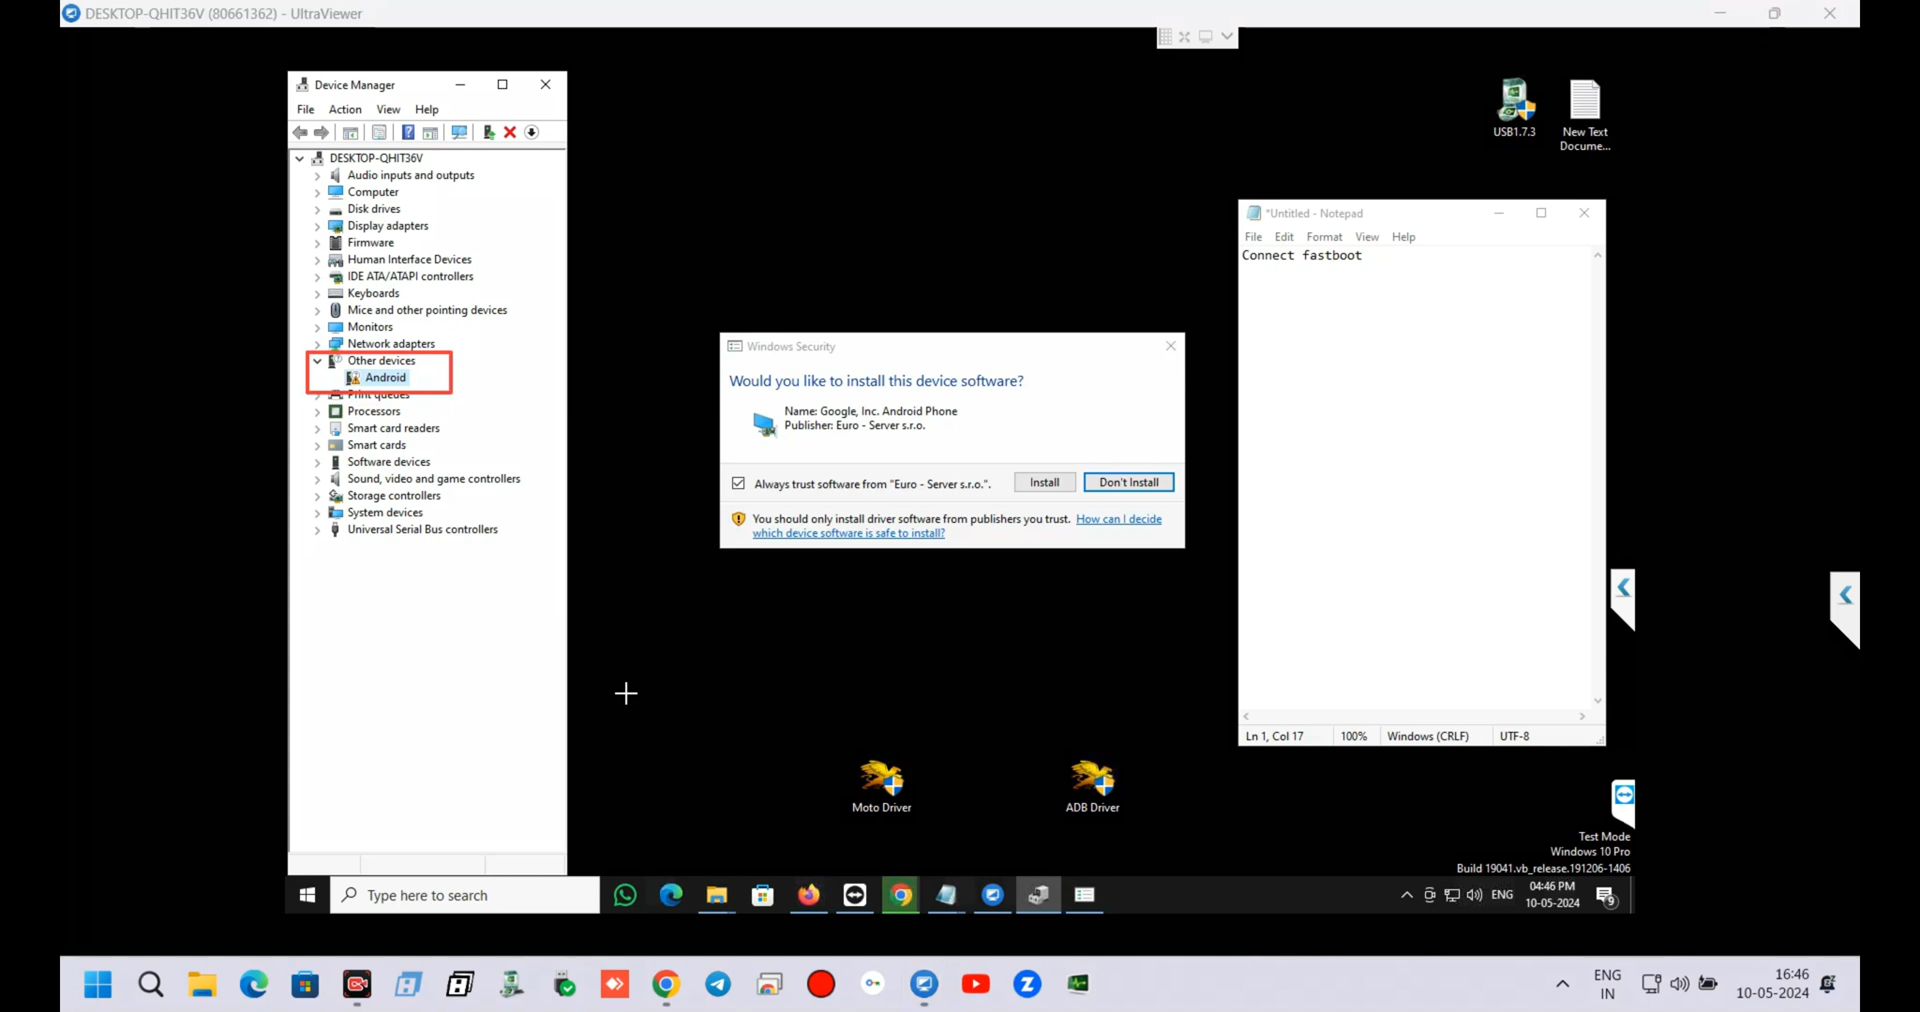 DESKTOP-QHIT36V (80661362) - UltraViewer
Device Manager
File Action View Help
DESKTOP-QHIT36V
Audio inputs and outputs
Computer
Disk drives
Display adapters
Firmware
Human Interface Devices
IDE ATA/ATAPI controllers
Keyboards
Mice and other pointing devices
Monitors
Network adapters
Other devices
Android
Print queues
Processors
Smart card readers
Smart cards
Software devices
Sound, video and game controllers
Storage controllers
System devices
Universal Serial Bus controllers
Windows Security
Would you like to install this device software?
Name: Google, Inc. Android Phone
Publisher: Euro - Server s.r.o.
Always trust software from "Euro - Server s.r.o.".
Install
Don't Install
You should only install driver software from publishers you trust. How can I decide
which device software is safe to install?
USB1.7.3
New Text
Docume...
*Untitled - Notepad
File Edit Format View Help
Connect fastboot
Ln 1, Col 17
100%
Windows (CRLF)
UTF-8
Moto Driver
ADB Driver
Test Mode
Windows 10 Pro
Build 19041.vb_release.191206-1406
Type here to search
ENG
04:46 PM
10-05-2024
9
ENG
IN
16:46
10-05-2024